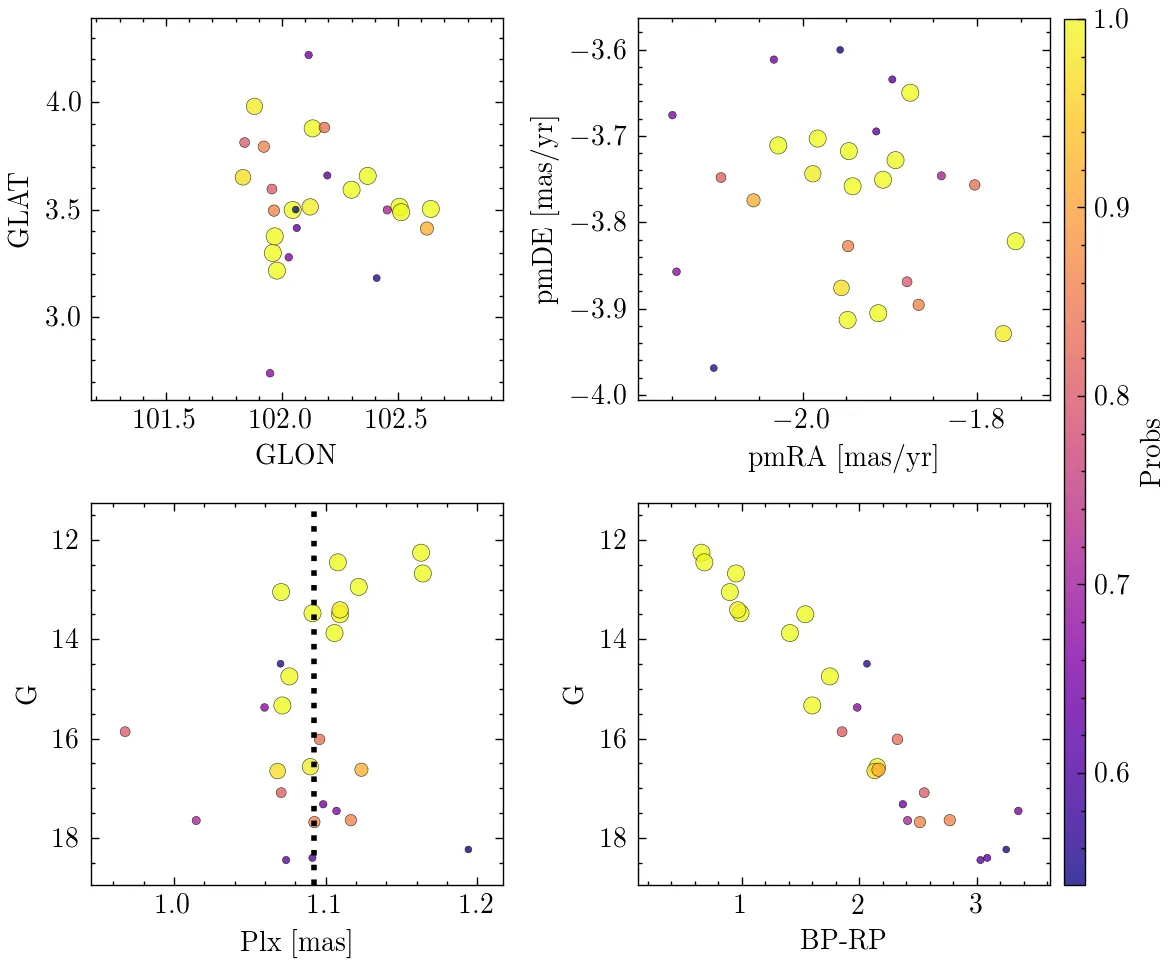 4.0
3.5
3.0
GLAT
101.5 102.0 102.5
GLON
−3.6
−3.7
−3.8
−3.9
−4.0
pmDE [mas/yr]
−2.0 −1.8
pmRA [mas/yr]
12
14
16
18
G
1.0 1.1 1.2
Plx [mas]
12
14
16
18
G
1 2 3
BP-RP
1.0
0.9
0.8
0.7
0.6
Probs